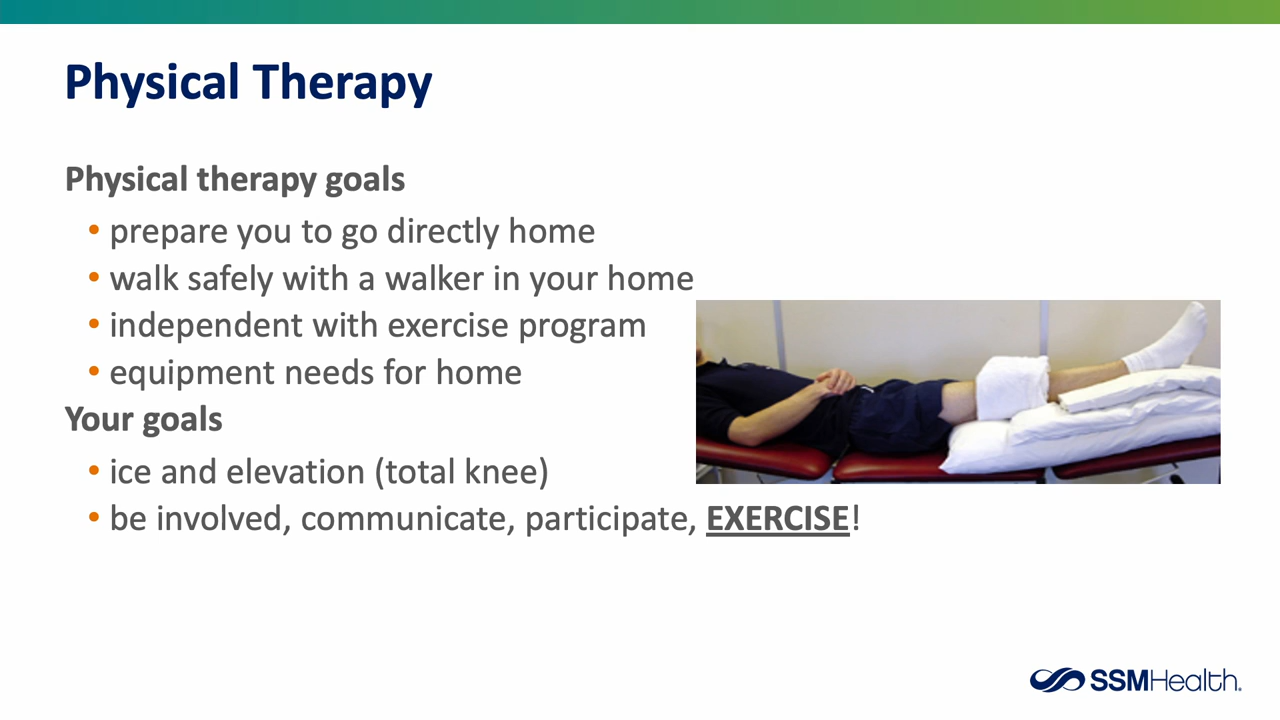 Physical Therapy
Physical therapy goals
• prepare you to go directly home
• walk safely with a walker in your home
• independent with exercise program
• equipment needs for home
Your goals
• ice and elevation (total knee)
• be involved, communicate, participate, EXERCISE!
SSMHealth.